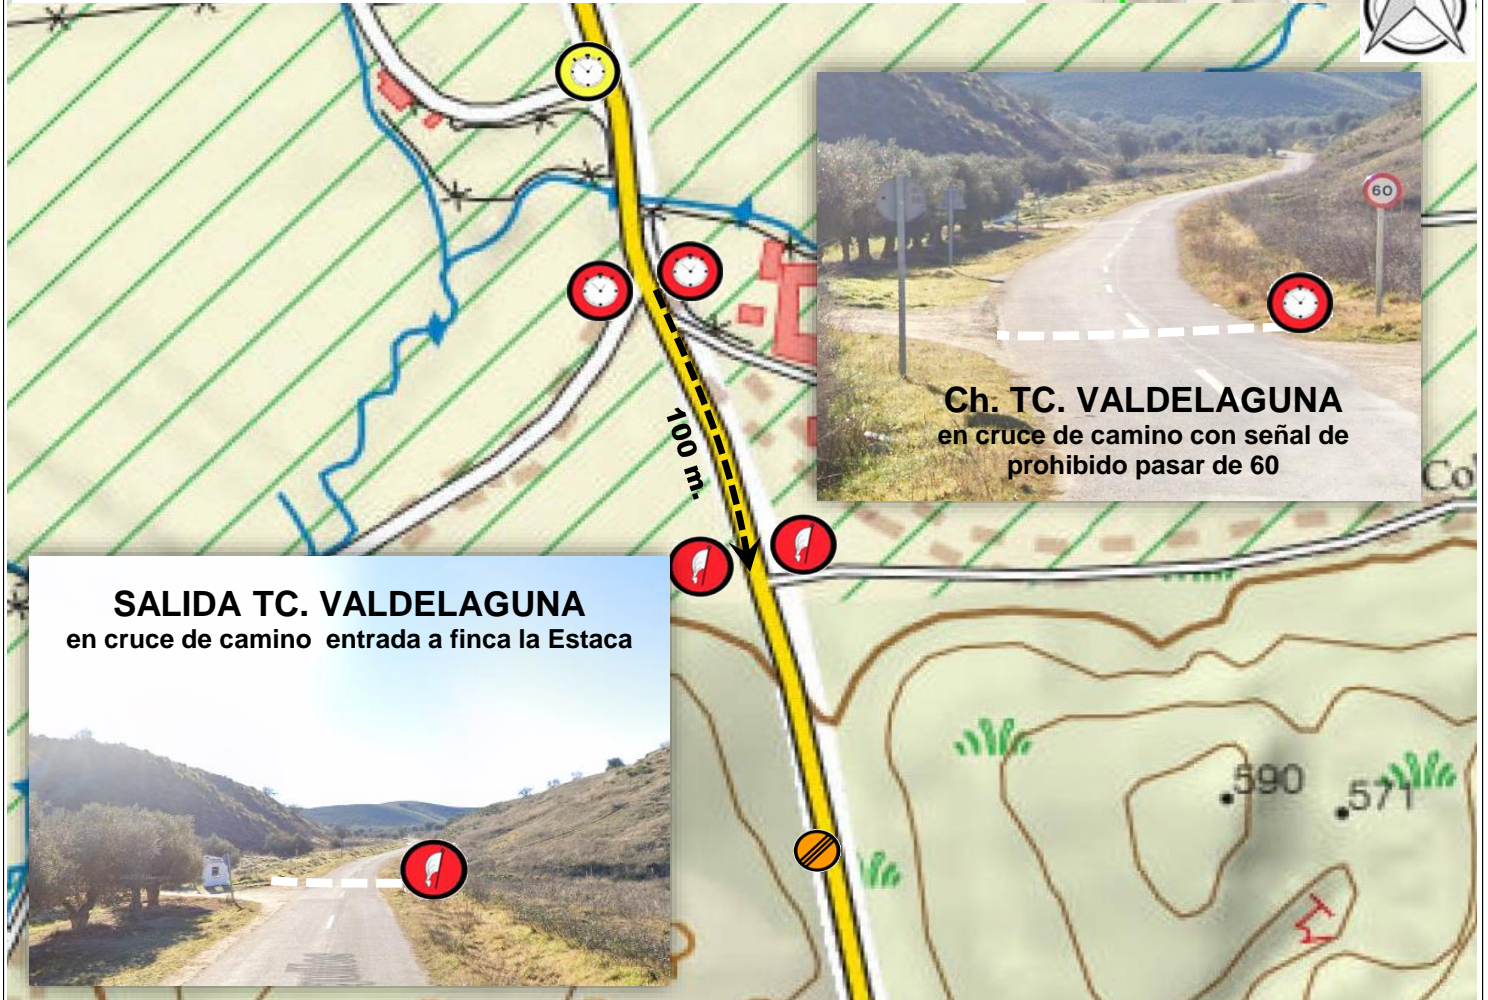 60
Ch. TC. VALDELAGUNA
en cruce de camino con señal de
prohibido pasar de 60
100 m.
Co
SALIDA TC. VALDELAGUNA
en cruce de camino entrada a finca la Estaca
590
571